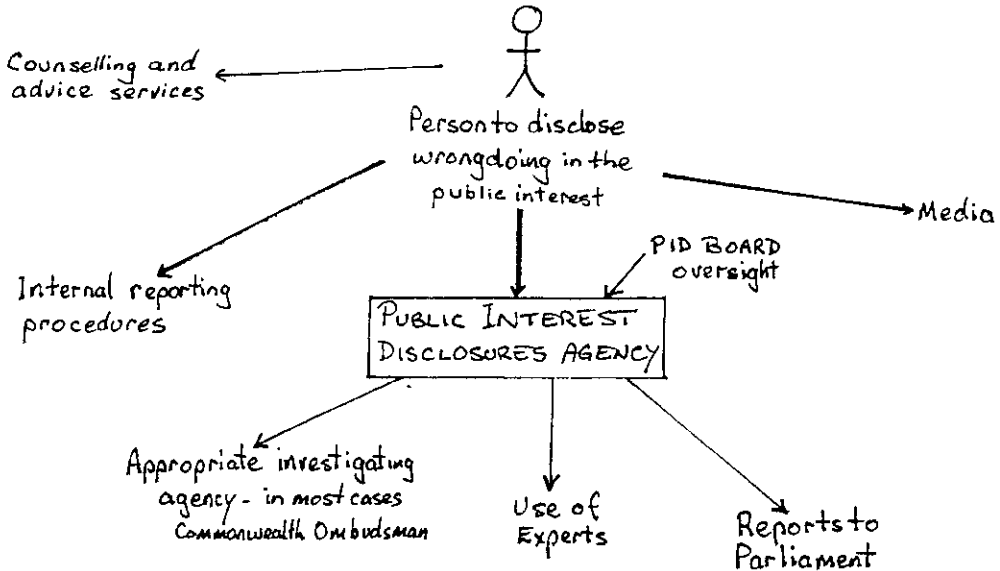 Counselling and
advice services
Person to disclose
wrongdoing in the
public interest
Media
Internal reporting
procedures
PID BOARD
oversight
PUBLIC INTEREST
DISCLOSURES AGENCY
Appropriate investigating
agency - in most cases
Commonwealth Ombudsman
Use of
Experts
Reports to
Parliament